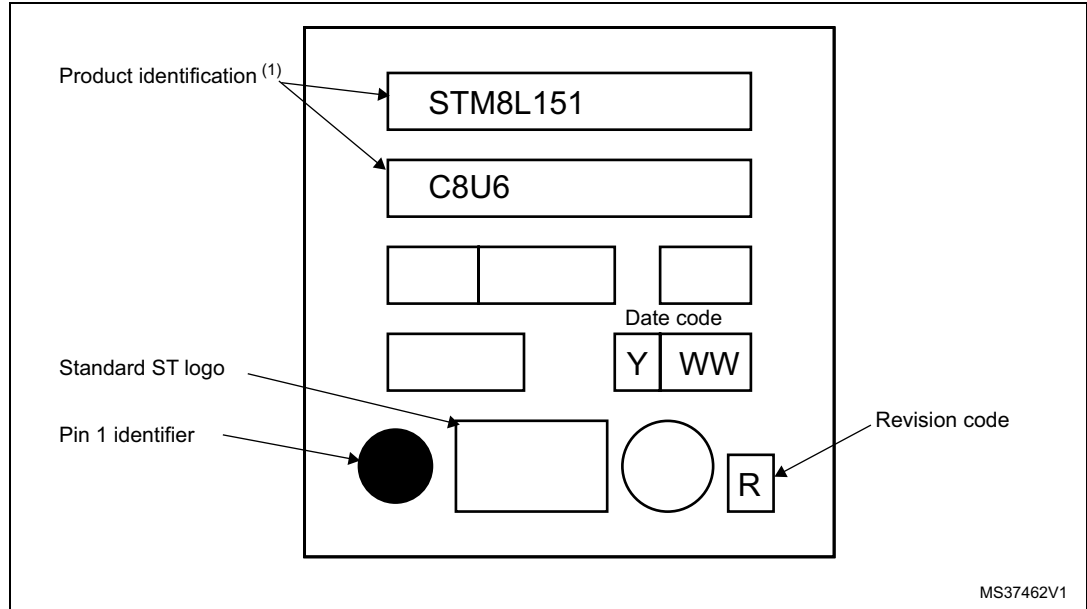 Product identification (1)
STM8L151
C8U6
Date code
Y WW
Standard ST logo
Pin 1 identifier
Revision code
R
MS37462V1